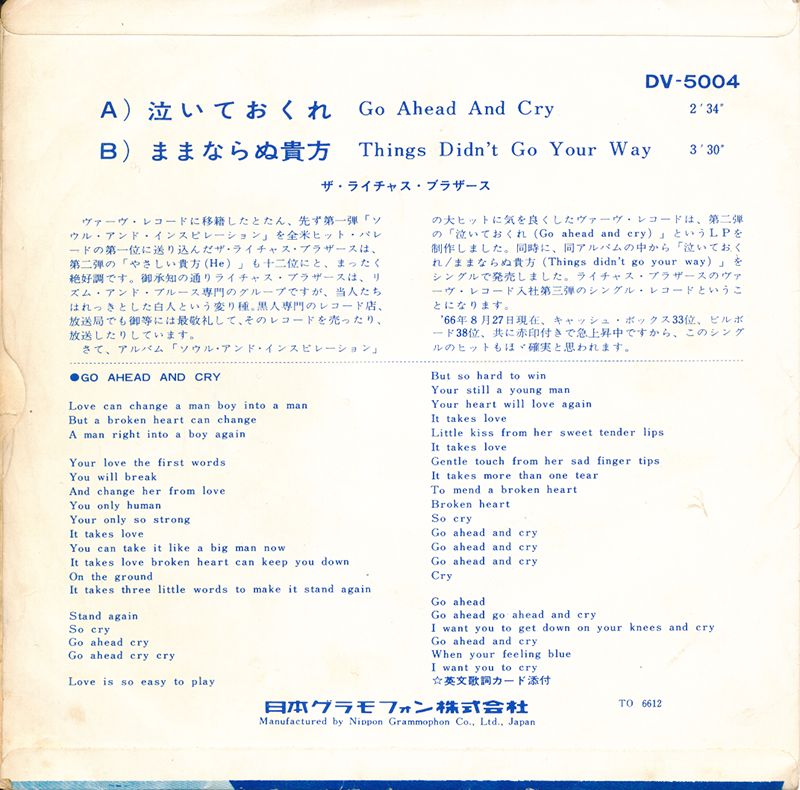 DV-5004
A) 泣いておくれ Go Ahead And Cry 2'34"
B) ままならぬ貴方 Things Didn't Go Your Way 3'30"
ザ・ライチャス・ブラザース
ヴァーヴ・レコードに移籍したとたん、先ず第一弾「ソ
ウル・アンド・インスピレーション」を全米ヒット・パレ
ードの第一位に送り込んだザ・ライチャス・ブラザースは、
第二弾の「やさしい貴方(He)」も十二位にと、まったく
絶好調です。御承知の通りライチャス・ブラザースは、リ
ズム・アンド・ブルース専門のグループですが、当人たち
はれっきとした白人という変り種。黒人専門のレコード店、
放送局でも御等には最敬礼して、そのレコードを売ったり、
放送したりしています。
さて、アルバム「ソウル・アンド・インスピレーション」
の大ヒットに気を良くしたヴァーヴ・レコードは、第二弾
の「泣いておくれ(Go ahead and cry)」というLPを
制作しました。同時に、同アルバムの中から「泣いておく
れ/ままならぬ貴方(Things didn't go your way)」を
シングルで発売しました。ライチャス・ブラザースのヴァ
ーヴ・レコード入社第三弾のシングル・レコードというこ
とになります。
'66年8月27日現在、キャッシュ・ボックス33位、ビルボ
ード38位、共に赤印付きで急上昇中ですから、このシング
ルのヒットもほゞ確実と思われます。
●GO AHEAD AND CRY
Love can change a man boy into a man
But a broken heart can change
A man right into a boy again
Your love the first words
You will break
And change her from love
You only human
Your only so strong
It takes love
You can take it like a big man now
It takes love broken heart can keep you down
On the ground
It takes three little words to make it stand again
Stand again
So cry
Go ahead cry
Go ahead cry cry
Love is so easy to play
But so hard to win
Your still a young man
Your heart will love again
It takes love
Little kiss from her sweet tender lips
It takes love
Gentle touch from her sad finger tips
It takes more than one tear
To mend a broken heart
Broken heart
So cry
Go ahead and cry
Go ahead and cry
Go ahead and cry
Cry
Go ahead
Go ahead go ahead and cry
I want you to get down on your knees and cry
Go ahead and cry
When your feeling blue
I want you to cry
☆英文歌詞カード添付
日本グラモフォン株式会社 TO 6612
Manufactured by Nippon Grammophon Co., Ltd., Japan